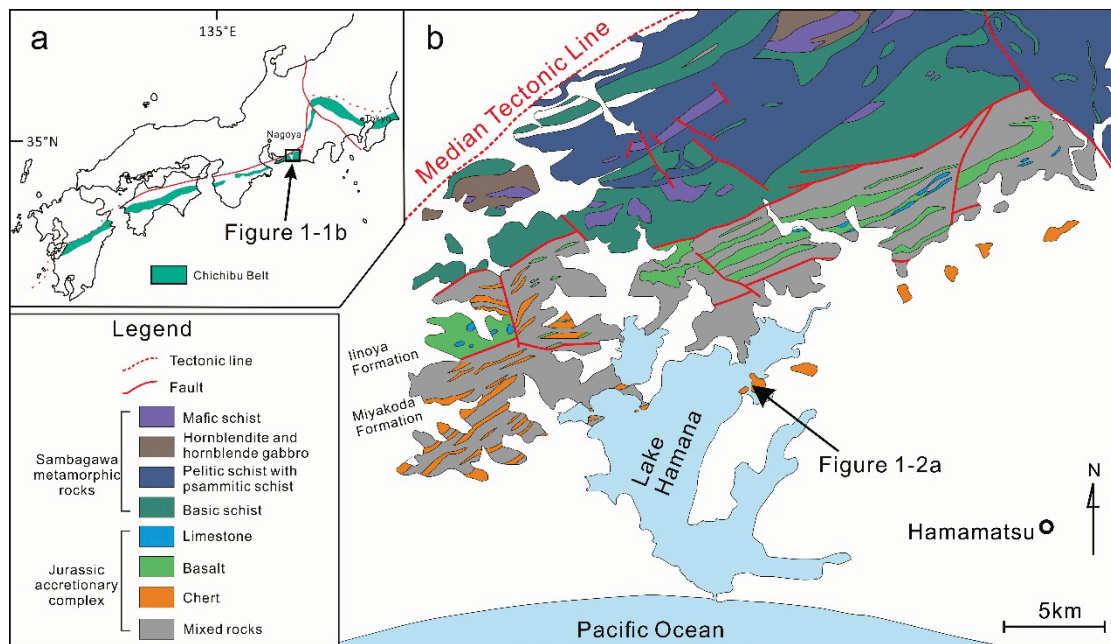 a
135°E
35°N
Nagoya
Tokyo
Figure 1-1b
Chichibu Belt
b
Median Tectonic Line
Iinoya
Formation
Miyakoda
Formation
Lake
Hamana
Figure 1-2a
N
Hamamatsu
5km
Pacific Ocean
Legend
Tectonic line
Fault
Sambagawa
metamorphic
rocks
Mafic schist
Hornblendite and
hornblende gabbro
Pelitic schist with
psammitic schist
Basic schist
Jurassic
accretionary
complex
Limestone
Basalt
Chert
Mixed rocks